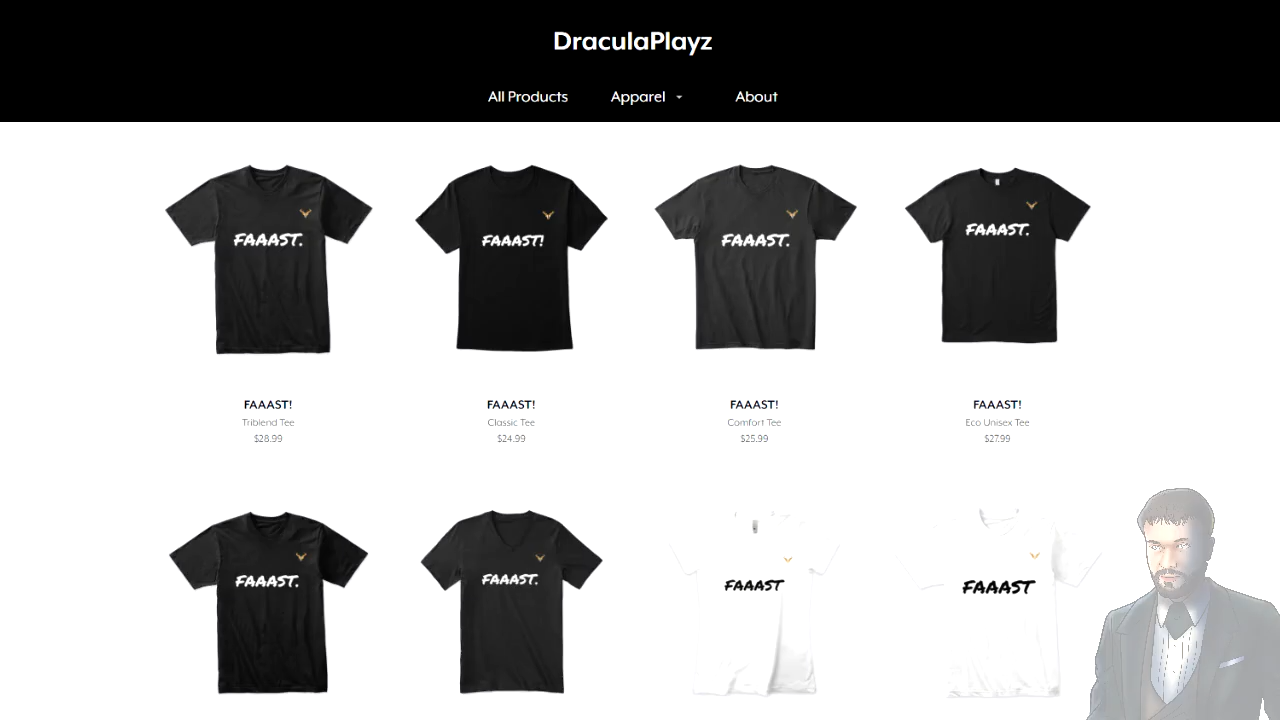 DraculaPlayz
All Products Apparel About
FAAAST. FAAAST! FAAAST. FAAAST.
FAAAST! FAAAST! FAAAST! FAAAST!
Triblend Tee Classic Tee Comfort Tee Eco Unisex Tee
$28.99 $24.99 $25.99 $27.99
FAAAST. FAAAST. FAAAST FAAAST